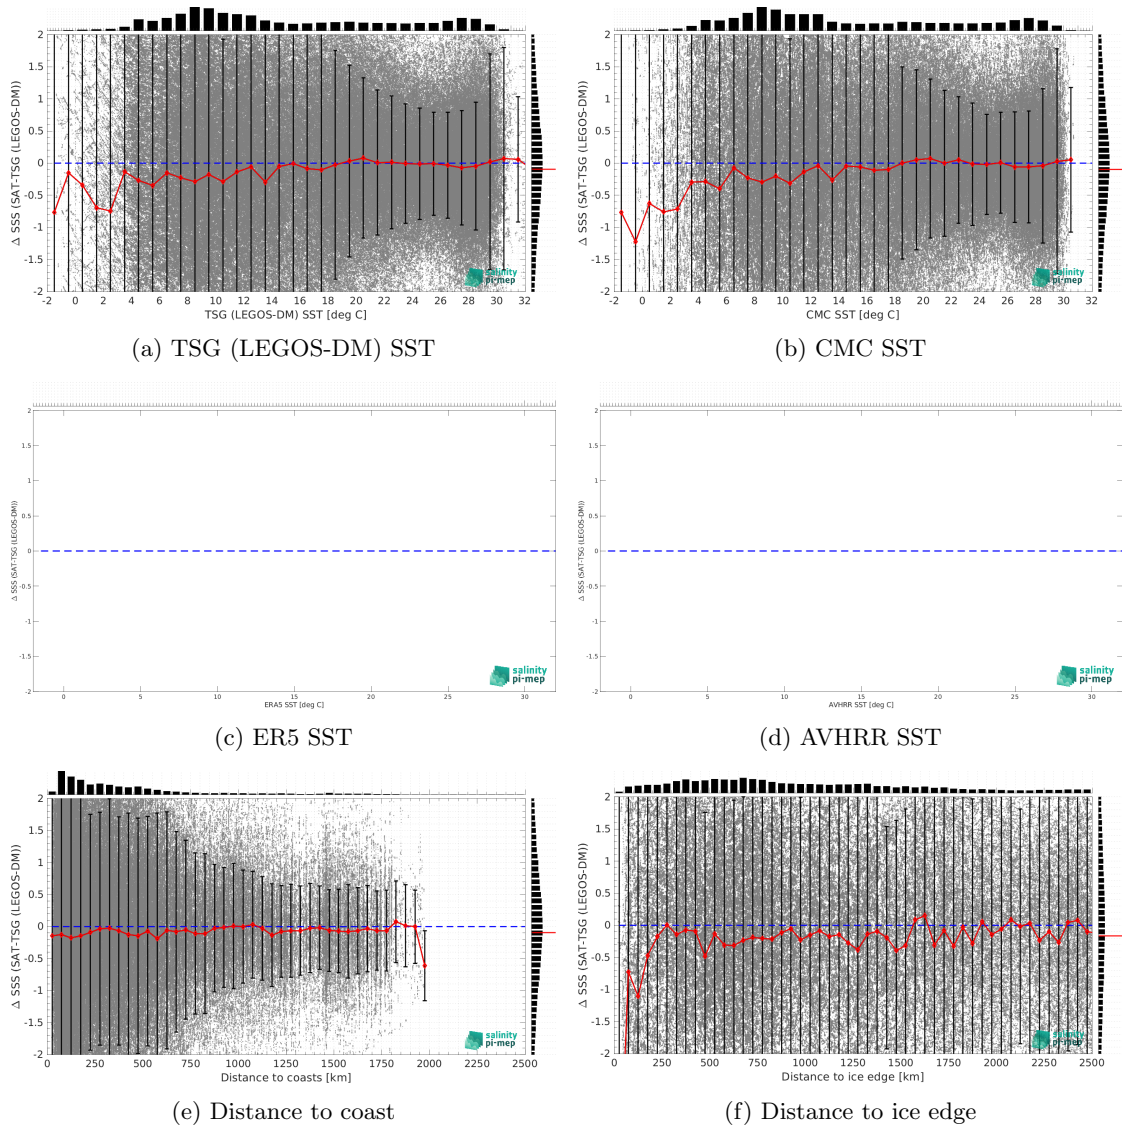 2
1.5
1
0.5
0
-0.5
-1
-1.5
-2
Δ SSS (SAT-TSG (LEGOS-DM))
-2 0 2 4 6 8 10 12 14 16 18 20 22 24 26 28 30 32
TSG (LEGOS-DM) SST [deg C]
salinity
pi-mep
(a) TSG (LEGOS-DM) SST
2
1.5
1
0.5
0
-0.5
-1
-1.5
-2
Δ SSS (SAT-TSG (LEGOS-DM))
-2 0 2 4 6 8 10 12 14 16 18 20 22 24 26 28 30 32
CMC SST [deg C]
salinity
pi-mep
(b) CMC SST
2
1.5
1
0.5
0
-0.5
-1
-1.5
-2
Δ SSS (SAT-TSG (LEGOS-DM))
0 5 10 15 20 25 30
ERA5 SST [deg C]
salinity
pi-mep
(c) ER5 SST
2
1.5
1
0.5
0
-0.5
-1
-1.5
-2
Δ SSS (SAT-TSG (LEGOS-DM))
0 5 10 15 20 25 30
AVHRR SST [deg C]
salinity
pi-mep
(d) AVHRR SST
2
1.5
1
0.5
0
-0.5
-1
-1.5
-2
Δ SSS (SAT-TSG (LEGOS-DM))
0 250 500 750 1000 1250 1500 1750 2000 2250 2500
Distance to coasts [km]
salinity
pi-mep
(e) Distance to coast
2
1.5
1
0.5
0
-0.5
-1
-1.5
-2
Δ SSS (SAT-TSG (LEGOS-DM))
0 250 500 750 1000 1250 1500 1750 2000 2250 2500
Distance to ice edge [km]
salinity
pi-mep
(f) Distance to ice edge